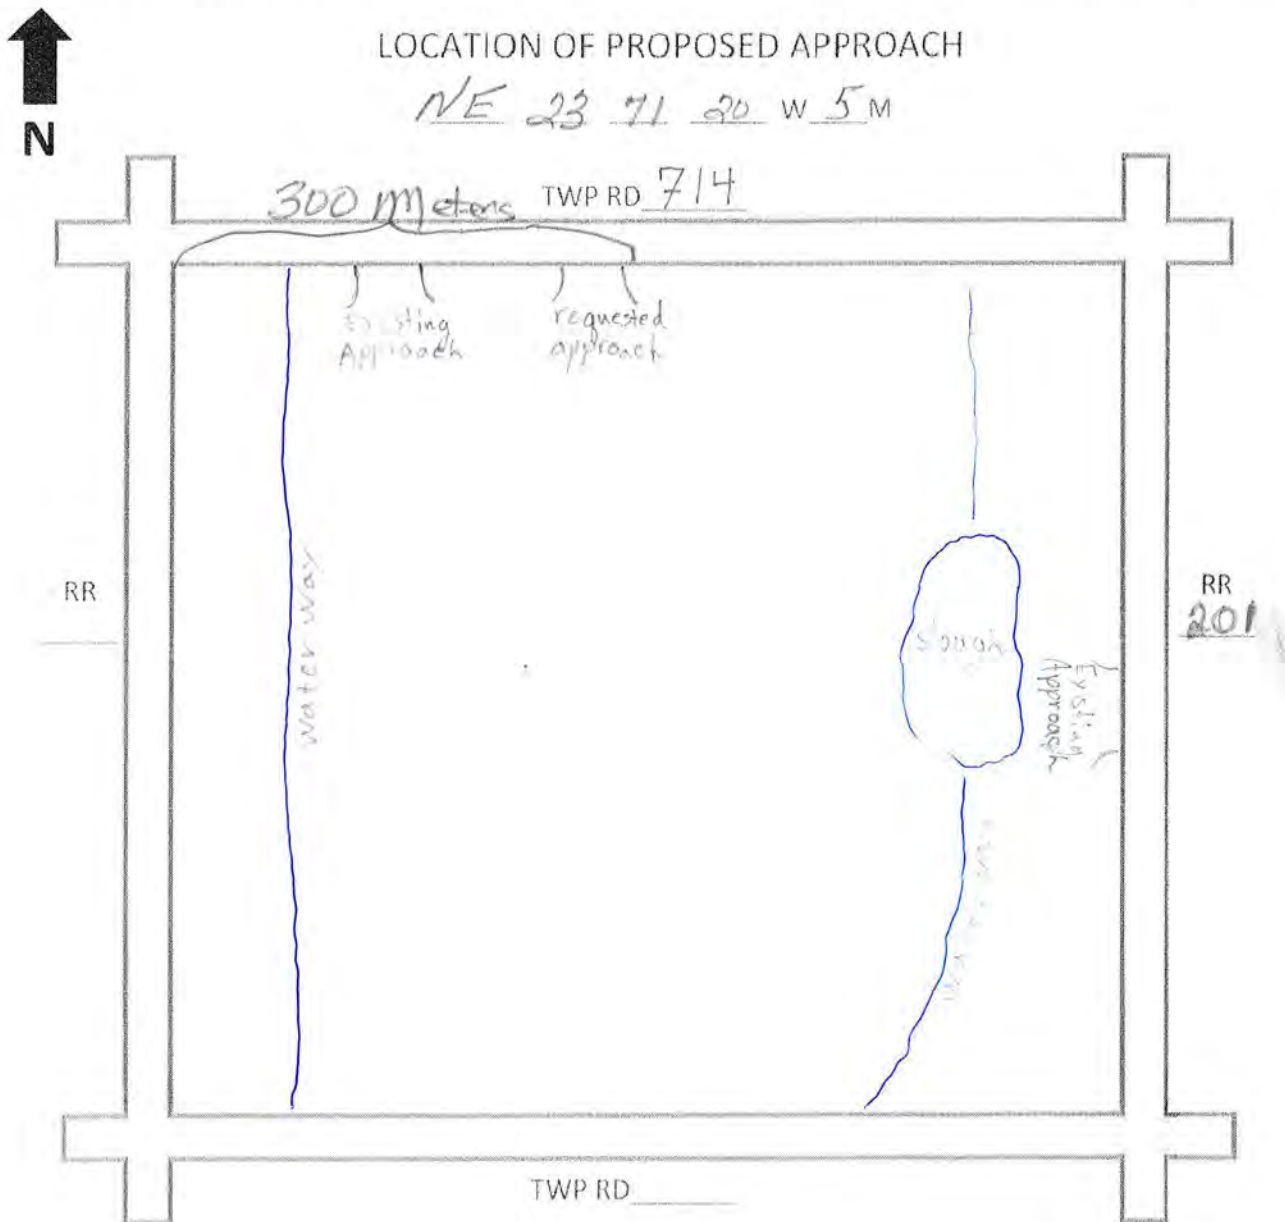 LOCATION OF PROPOSED APPROACH
NE 23 71 20 W 5 M
N
300 Meters TWP RD 714
Existing
Approach
requested
approach
RR
water way
Slough
Existing
Approach
RR
201
TWP RD